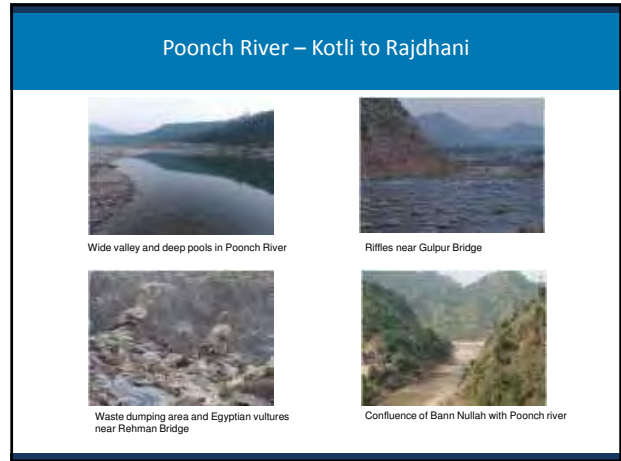 Poonch River – Kotli to Rajdhani
Wide valley and deep pools in Poonch River
Riffles near Gulpur Bridge
Waste dumping area and Egyptian vultures
near Rehman Bridge
Confluence of Bann Nullah with Poonch river